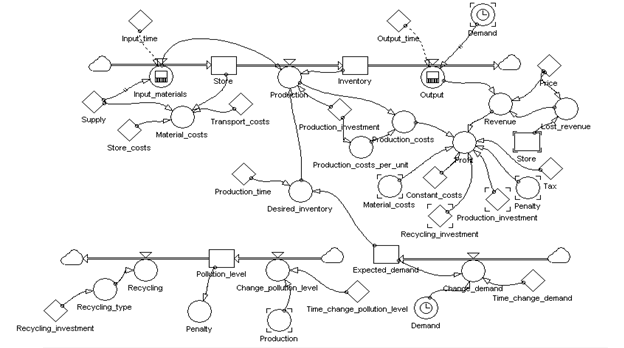 Input_time
Output_time
Demand
Input_materials
Store
Production
Inventory
Output
Price
Supply
Material_costs
Transport_costs
Production_investment
Production_costs
Revenue
Lost_revenue
Store_costs
Production_costs_per_unit
Profit
Store
Production_time
Desired_inventory
Material_costs
Constant_costs
Recycling_investment
Production_investment
Penalty
Tax
Recycling
Pollution_level
Change_pollution_level
Expected_demand
Change_demand
Recycling_type
Recycling_investment
Penalty
Production
Time_change_pollution_level
Demand
Time_change_demand